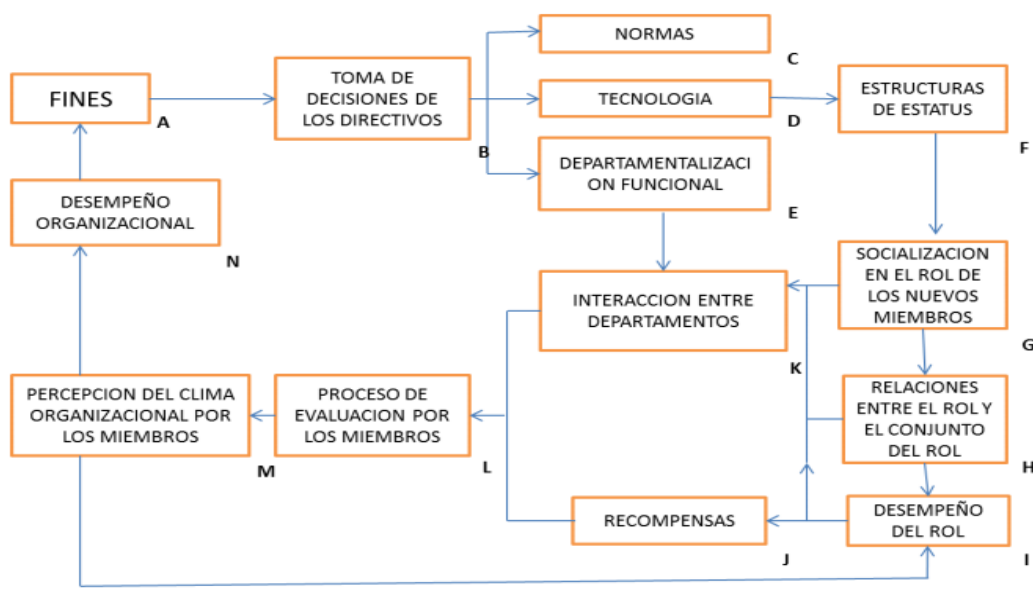 NORMAS
C
FINES
A
TOMA DE
DECISIONES DE
LOS DIRECTIVOS
B
TECNOLOGIA
D
ESTRUCTURAS
DE ESTATUS
F
DEPARTAMENTALIZACI
ON FUNCIONAL
E
DESEMPEÑO
ORGANIZACIONAL
N
INTERACCION ENTRE
DEPARTAMENTOS
K
SOCIALIZACION
EN EL ROL DE
LOS NUEVOS
MIEMBROS
G
PERCEPCION DEL CLIMA
ORGANIZACIONAL POR
LOS MIEMBROS
M
PROCESO DE
EVALUACION POR
LOS MIEMBROS
L
RELACIONES
ENTRE EL ROL Y
EL CONJUNTO
DEL ROL
H
RECOMPENSAS
J
DESEMPEÑO
DEL ROL
I